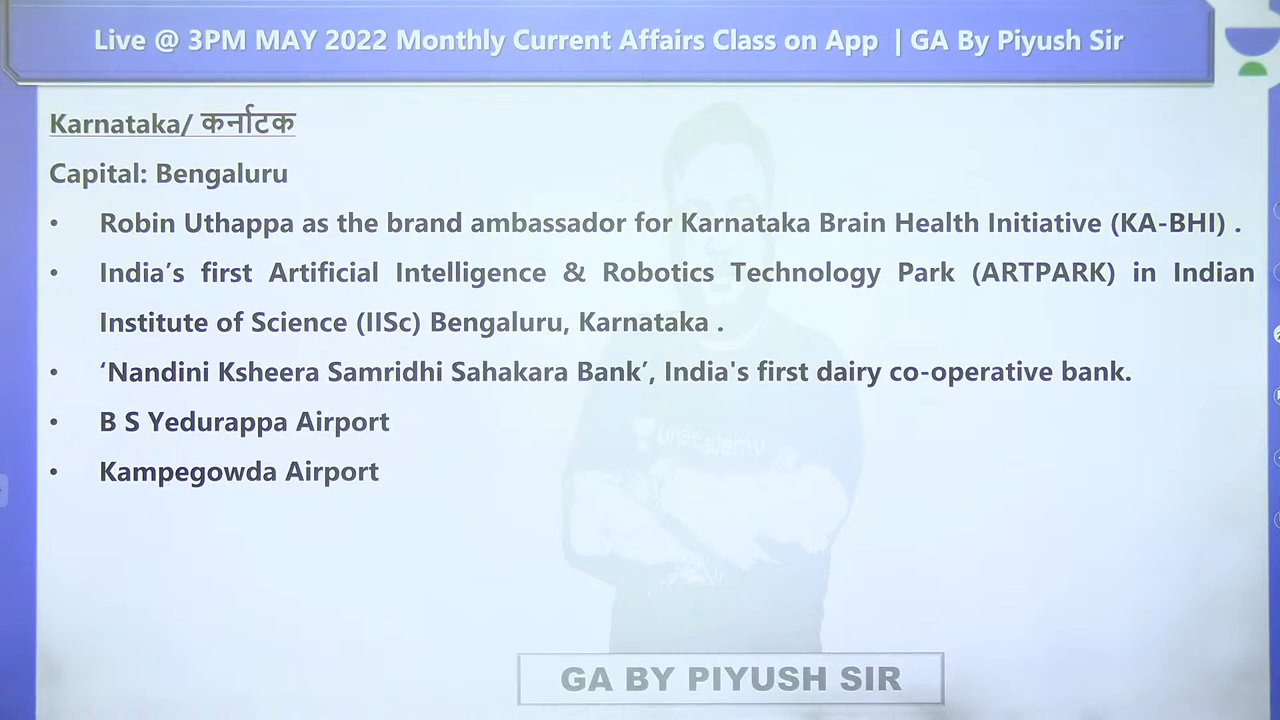 Live @ 3PM MAY 2022 Monthly Current Affairs Class on App | GA By Piyush Sir
Karnataka/ कर्नाटक
Capital: Bengaluru
• Robin Uthappa as the brand ambassador for Karnataka Brain Health Initiative (KA-BHI) .
• India’s first Artificial Intelligence & Robotics Technology Park (ARTPARK) in Indian
Institute of Science (IISc) Bengaluru, Karnataka .
• ‘Nandini Ksheera Samridhi Sahakara Bank’, India's first dairy co-operative bank.
• B S Yedurappa Airport
• Kampegowda Airport
unacademy
GA BY PIYUSH SIR